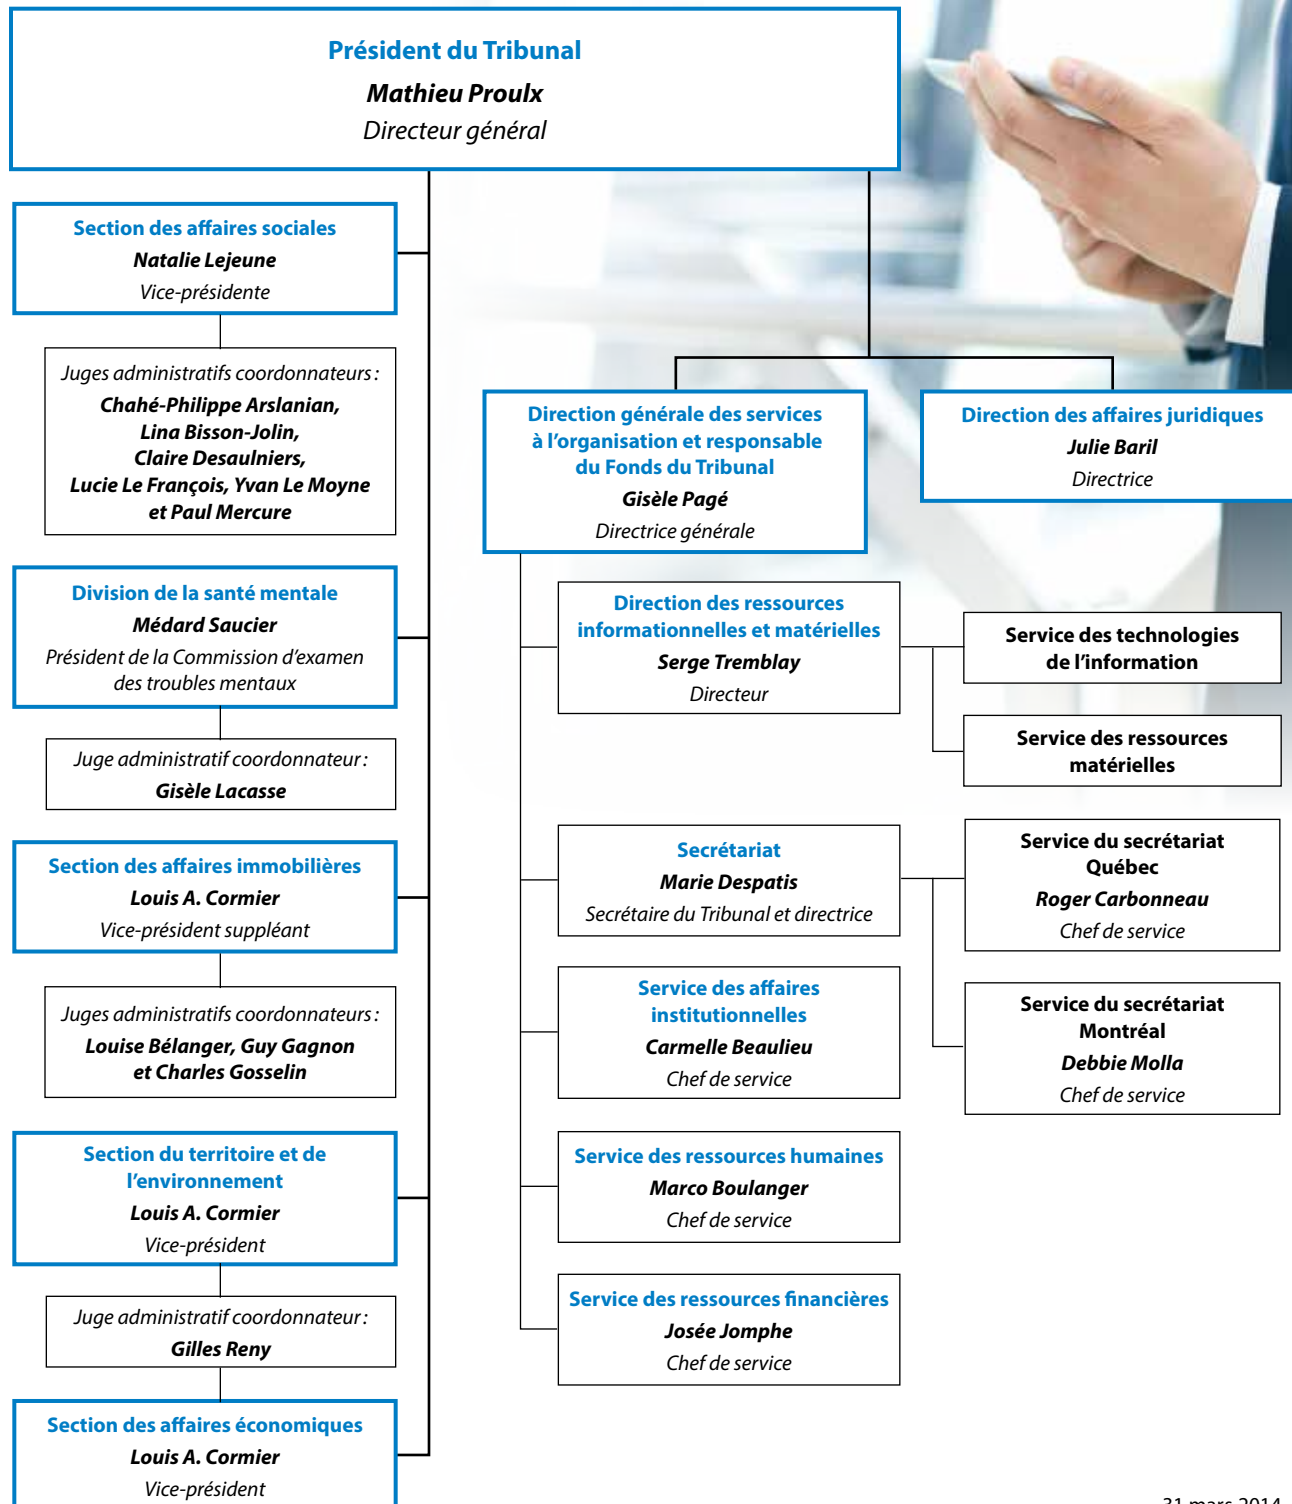 Président du Tribunal
Mathieu Proulx
Directeur général
Section des affaires sociales
Natalie Lejeune
Vice-présidente
Juges administratifs coordonnateurs :
Chahé-Philippe Arslanian,
Lina Bisson-Jolin,
Claire Desaulniers,
Lucie Le François, Yvan Le Moyne
et Paul Mercure
Division de la santé mentale
Médard Saucier
Président de la Commission d'examen
des troubles mentaux
Juge administratif coordonnateur :
Gisèle Lacasse
Section des affaires immobilières
Louis A. Cormier
Vice-président suppléant
Juges administratifs coordonnateurs :
Louise Bélanger, Guy Gagnon
et Charles Gosselin
Section du territoire et de
l'environnement
Louis A. Cormier
Vice-président
Juge administratif coordonnateur :
Gilles Reny
Section des affaires économiques
Louis A. Cormier
Vice-président
Direction générale des services
à l'organisation et responsable
du Fonds du Tribunal
Gisèle Pagé
Directrice générale
Direction des affaires juridiques
Julie Baril
Directrice
Direction des ressources
informationnelles et matérielles
Serge Tremblay
Directeur
Service des technologies
de l'information
Service des ressources
matérielles
Secrétariat
Marie Despatis
Secrétaire du Tribunal et directrice
Service du secrétariat
Québec
Roger Carbonneau
Chef de service
Service du secrétariat
Montréal
Debbie Molla
Chef de service
Service des affaires
institutionnelles
Carmelle Beaulieu
Chef de service
Service des ressources humaines
Marco Boulanger
Chef de service
Service des ressources financières
Josée Jomphe
Chef de service
31 mars 2014